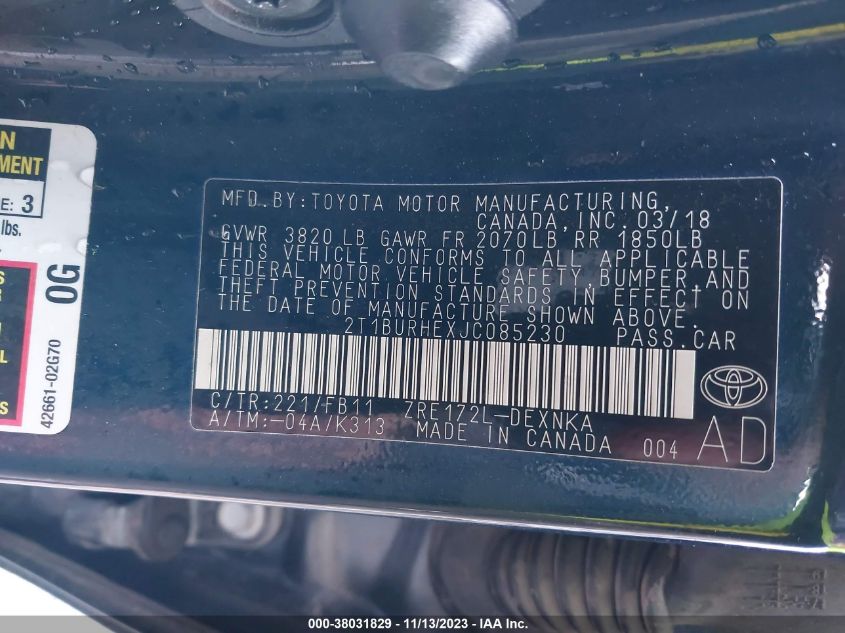 N
MENT
E: 3
lbs.
S
R
L
S
0G
42661-02G70
MFD. BY: TOYOTA MOTOR MANUFACTURING,
CANADA, INC. 03/18
GVWR 3820 LB GAWR FR 2070LB RR 1850LB
THIS VEHICLE CONFORMS TO ALL APPLICABLE
FEDERAL MOTOR VEHICLE SAFETY, BUMPER, AND
THEFT PREVENTION STANDARDS IN EFFECT ON
THE DATE OF MANUFACTURE SHOWN ABOVE.
2T1BURHEXJC085230 PASS. CAR
C/TR: 221/FB11 ZRE172L-DEXNKA
A/TM: -04A/K313 MADE IN CANADA 004 AD
000-38031829 - 11/13/2023 - IAA Inc.